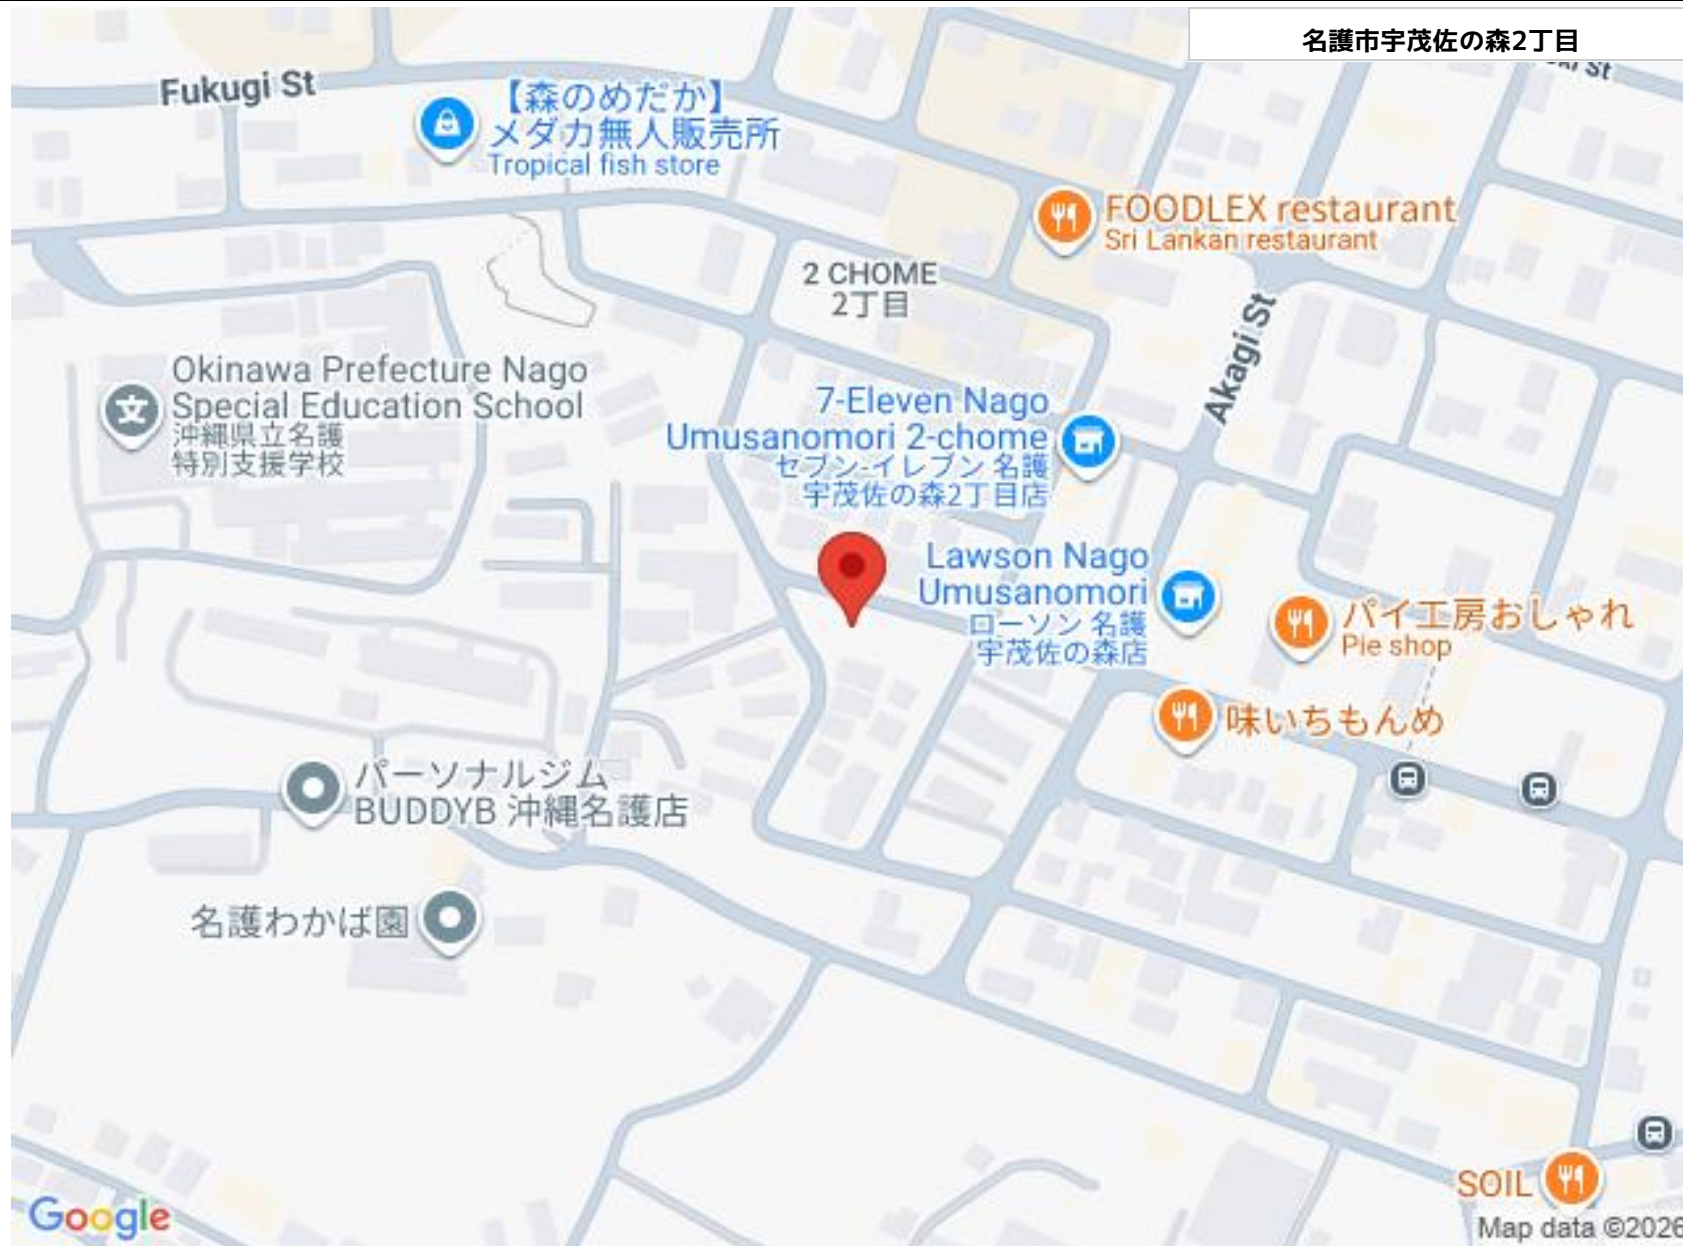 名護市宇茂佐の森2丁目
Fukugi St
【森のめだか】
メダカ無人販売所
Tropical fish store
FOODLEX restaurant
Sri Lankan restaurant
2 CHOME
2丁目
Akagi St
Okinawa Prefecture Nago
Special Education School
沖縄県立名護
特別支援学校
7-Eleven Nago
Umusanomori 2-chome
セブン-イレブン 名護
宇茂佐の森2丁目店
Lawson Nago
Umusanomori
ローソン 名護
宇茂佐の森店
パイ工房おしゃれ
Pie shop
味いちもんめ
パーソナルジム
BUDDYB 沖縄名護店
名護わかば園
SOIL
Google
Map data ©2026